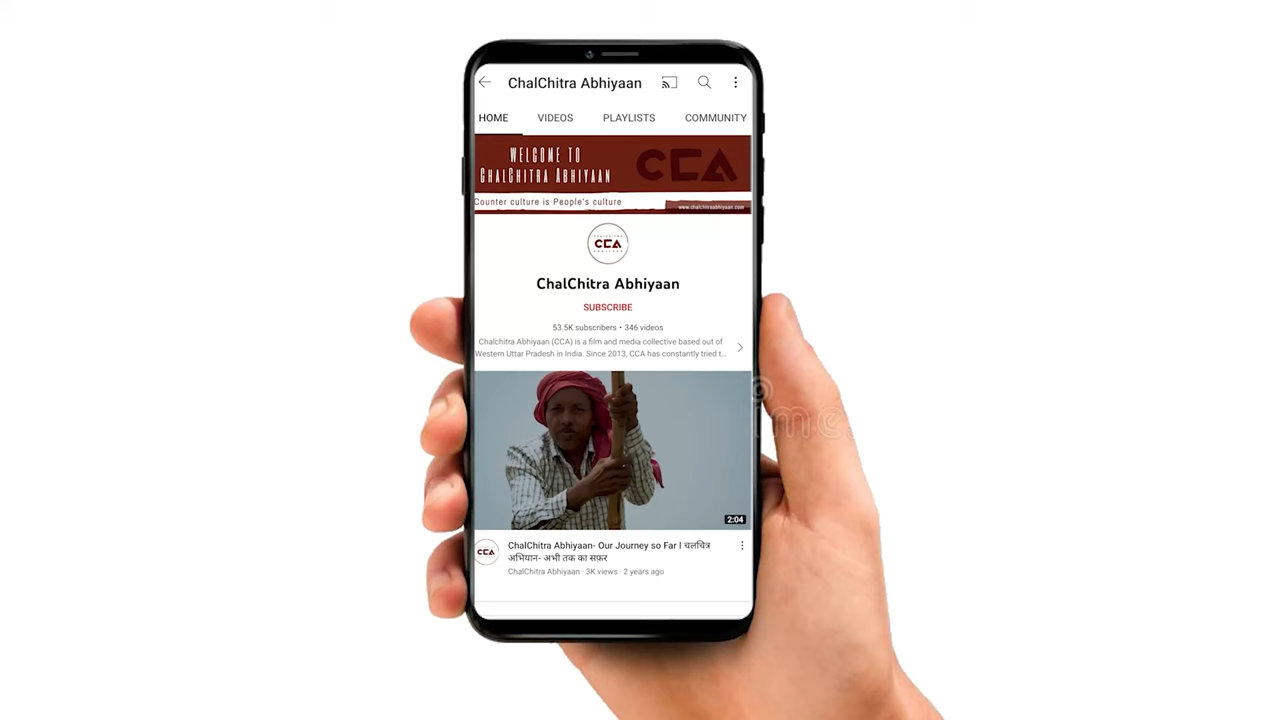 ChalChitra Abhiyaan
HOME VIDEOS PLAYLISTS COMMUNITY
WELCOME TO
CHALCHITRA ABHIYAAN
CCA
Counter culture is People's culture
www.chalchitraabhiyaan.com
CCA
ChalChitra Abhiyaan
SUBSCRIBE
53.5K subscribers • 346 videos
Chalchitra Abhiyaan (CCA) is a film and media collective based out of
Western Uttar Pradesh in India. Since 2013, CCA has constantly tried t...
2:04
CCA
ChalChitra Abhiyaan- Our Journey so Far I चलचित्र
अभियान- अभी तक का सफ़र
ChalChitra Abhiyaan · 3K views · 2 years ago